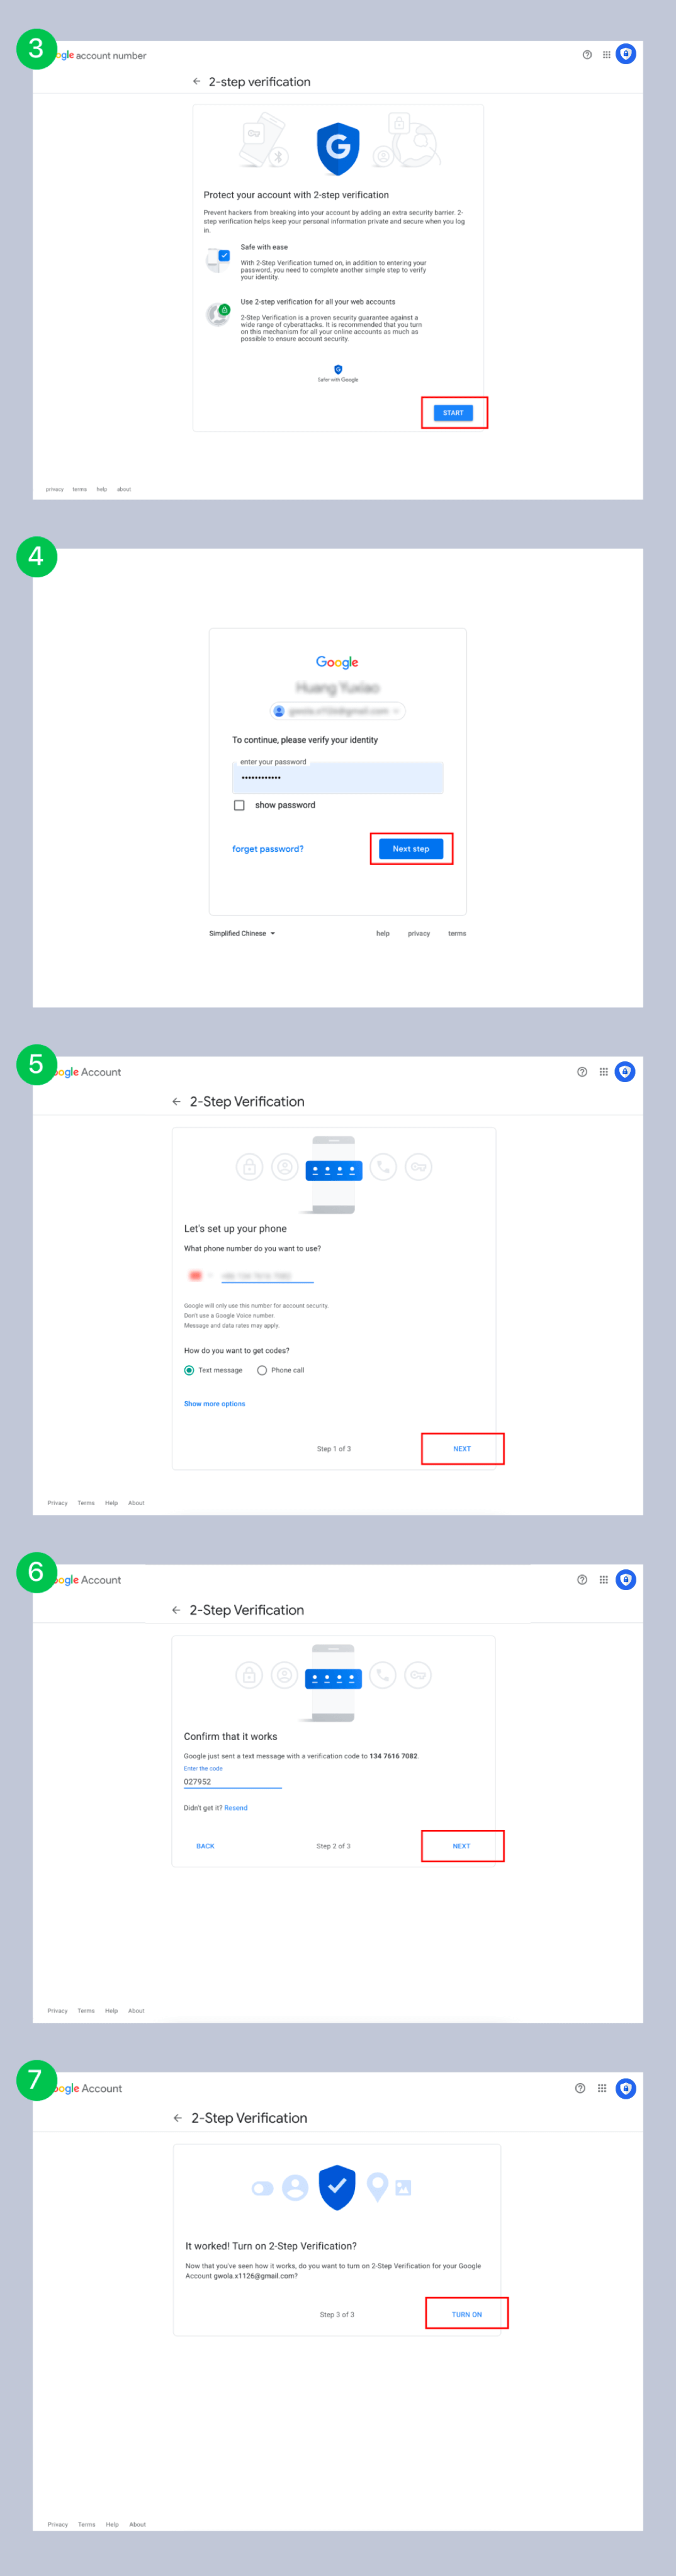 3
ogle account number
2-step verification
G
Protect your account with 2-step verification
Prevent hackers from breaking into your account by adding an extra security barrier. 2-
step verification helps keep your personal information private and secure when you log
in.
Safe with ease
With 2-Step Verification turned on, in addition to entering your
password, you need to complete another simple step to verify
your identity.
Use 2-step verification for all your web accounts
2-Step Verification is a proven security guarantee against a
wide range of cyberattacks. It is recommended that you turn
on this mechanism for all your online accounts as much as
possible to ensure account security.
Safer with Google
START
privacy terms help about
4
Google
To continue, please verify your identity
enter your password
••••••••••••
show password
forget password?
Next step
Simplified Chinese
help privacy terms
5
ogle Account
2-Step Verification
Let's set up your phone
What phone number do you want to use?
Google will only use this number for account security.
Don't use a Google Voice number.
Message and data rates may apply.
How do you want to get codes?
Text message Phone call
Show more options
Step 1 of 3
NEXT
Privacy Terms Help About
6
ogle Account
2-Step Verification
Confirm that it works
Google just sent a text message with a verification code to 134 7616 7082.
Enter the code
027952
Didn't get it? Resend
BACK
Step 2 of 3
NEXT
Privacy Terms Help About
7
ogle Account
2-Step Verification
It worked! Turn on 2-Step Verification?
Now that you've seen how it works, do you want to turn on 2-Step Verification for your Google
Account gwola.x1126@gmail.com?
Step 3 of 3
TURN ON
Privacy Terms Help About